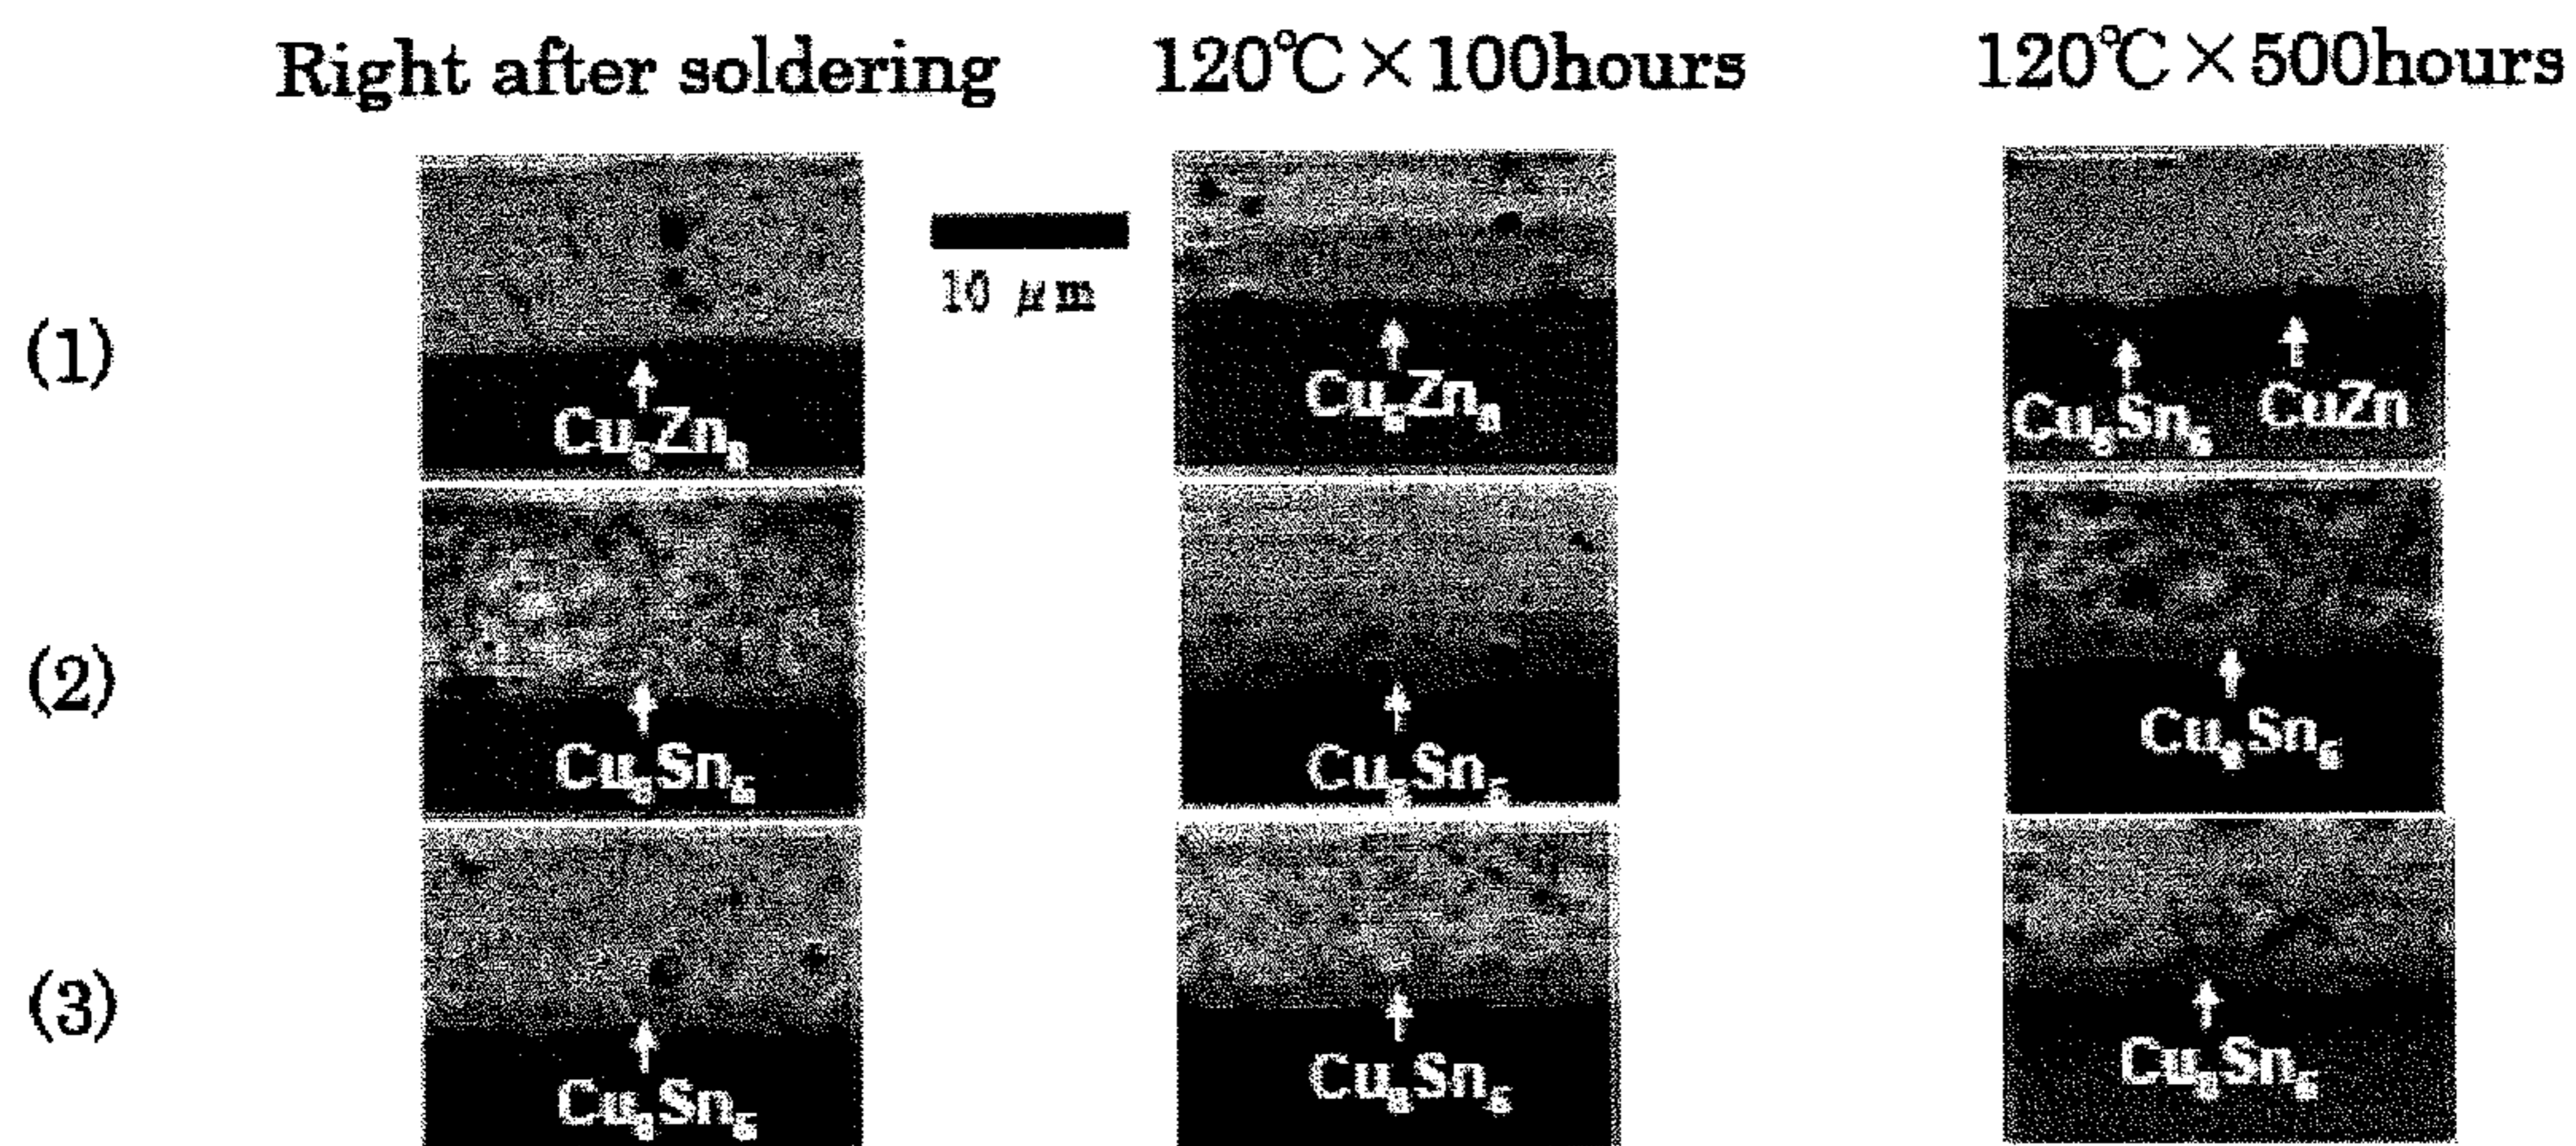 Right after soldering 120℃×100hours 120℃×500hours
10 μm
(1)
Cu₅Zn₈ Cu₅Zn₈ Cu₆Sn₅ CuZn
(2)
Cu₆Sn₅ Cu₆Sn₅ Cu₆Sn₅
(3)
Cu₆Sn₅ Cu₆Sn₅ Cu₆Sn₅